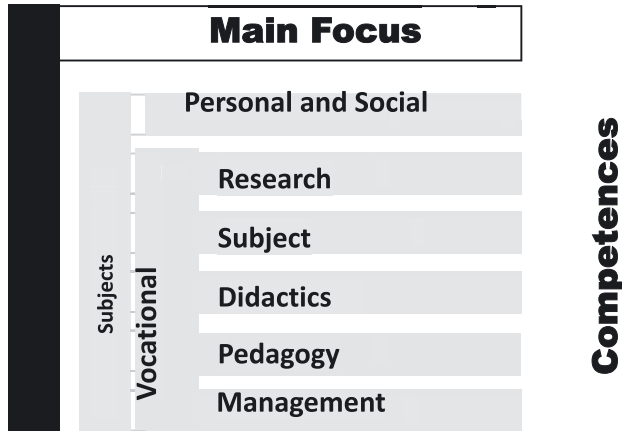 Main Focus
Personal and Social
Research
Subject
Didactics
Pedagogy
Management
Subjects
Vocational
Competences